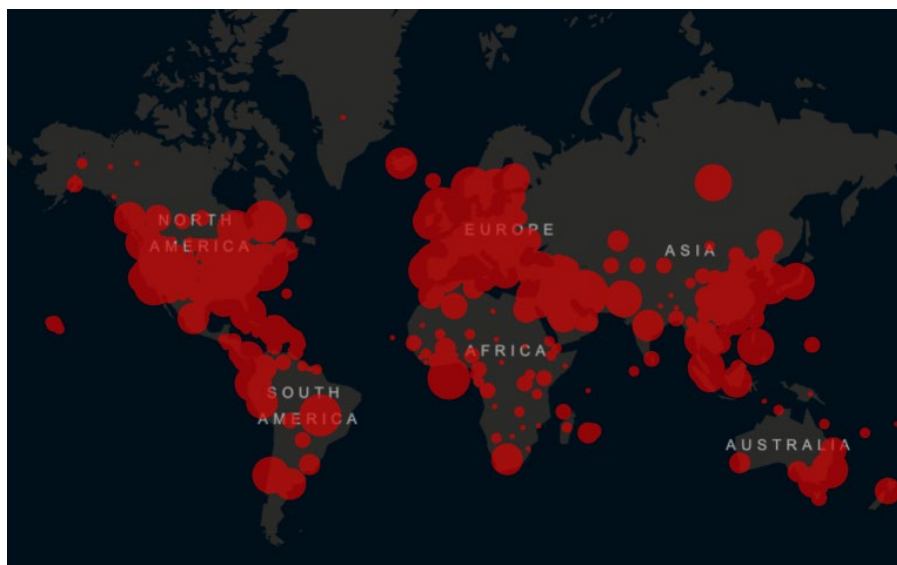 NORTH
AMERICA
EUROPE
ASIA
AFRICA
SOUTH
AMERICA
AUSTRALIA